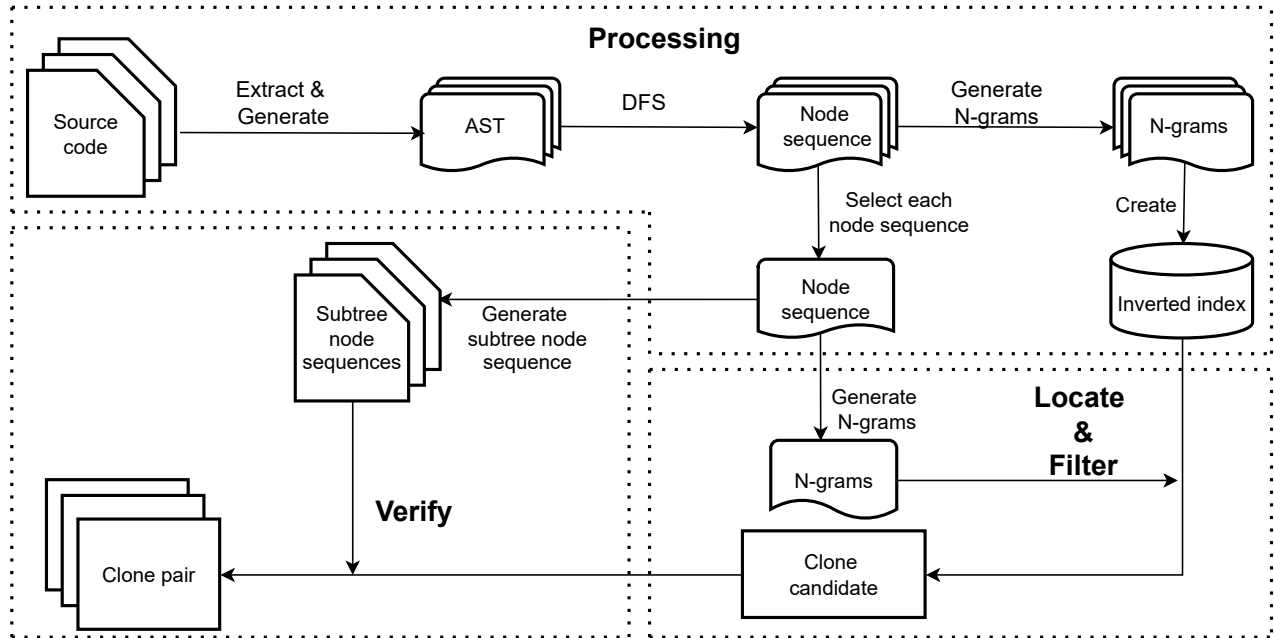 Processing
Source
code
Extract &
Generate
AST
DFS
Node
sequence
Generate
N-grams
N-grams
Select each
node sequence
Create
Node
sequence
Inverted index
Subtree
node
sequences
Generate
subtree node
sequence
Generate
N-grams
Locate
&
Filter
N-grams
Verify
Clone pair
Clone
candidate